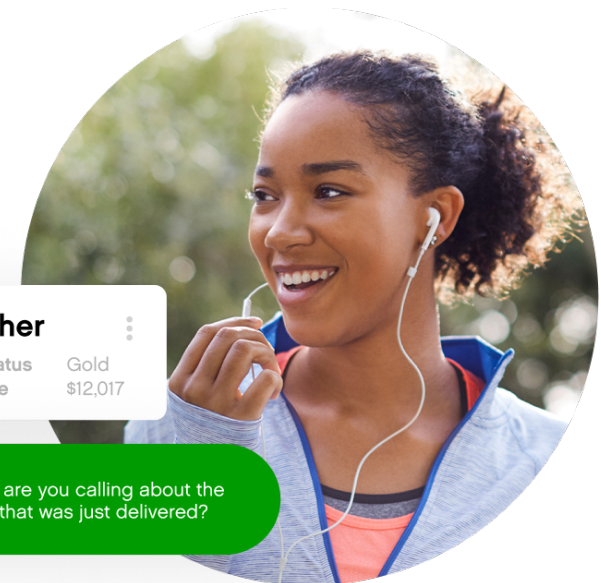 her
atus Gold
e $12,017
are you calling about the
that was just delivered?